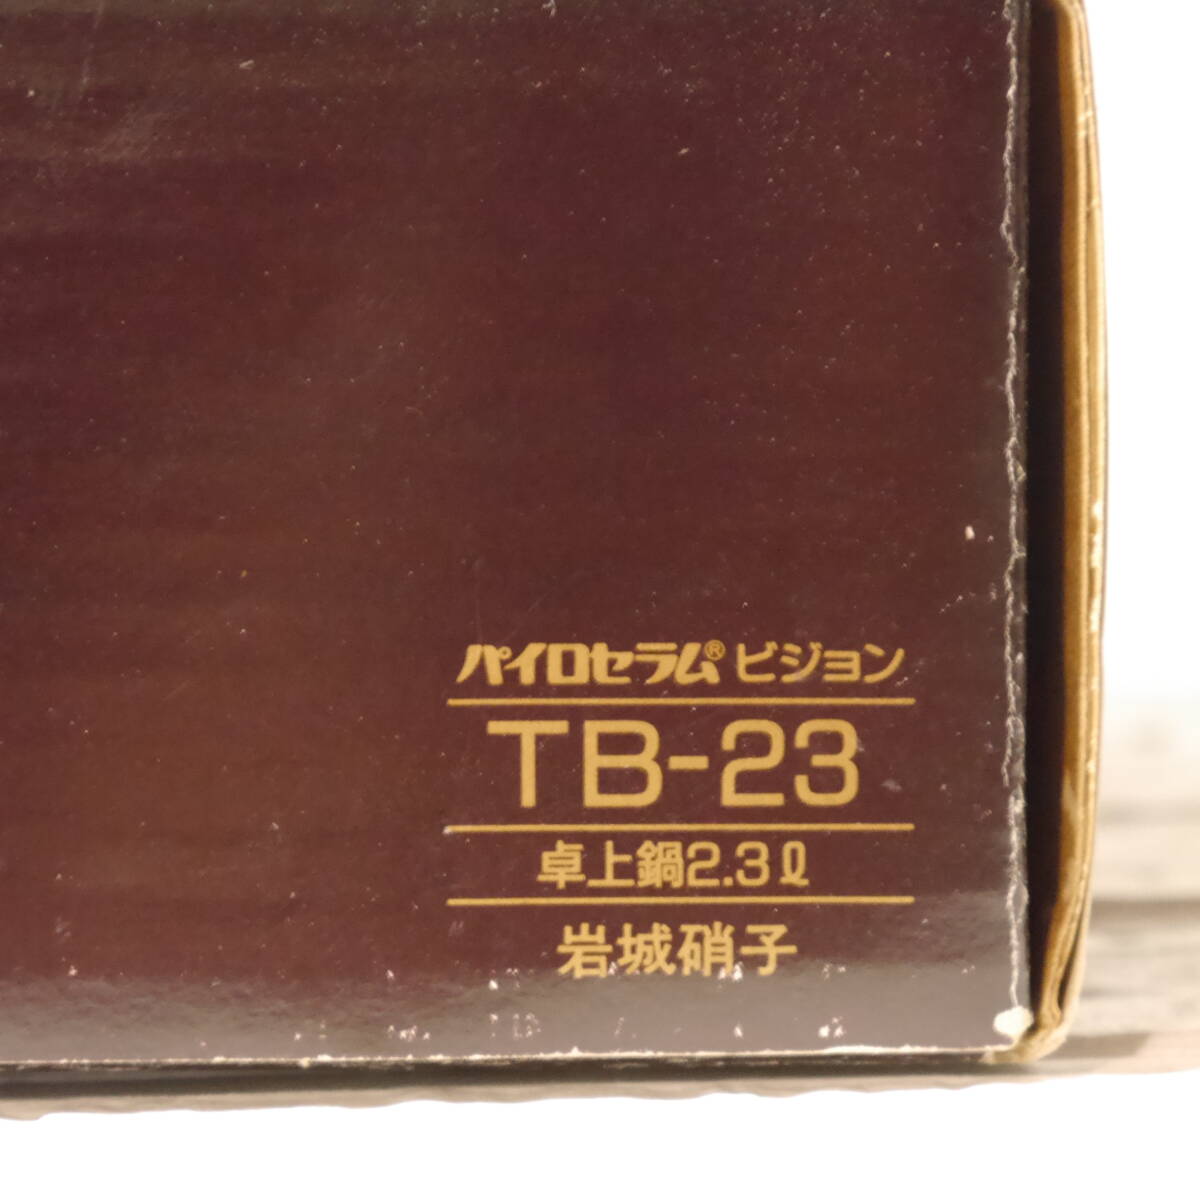 パイロセラム® ビジョン
TB-23
卓上鍋2.3ℓ
岩城硝子